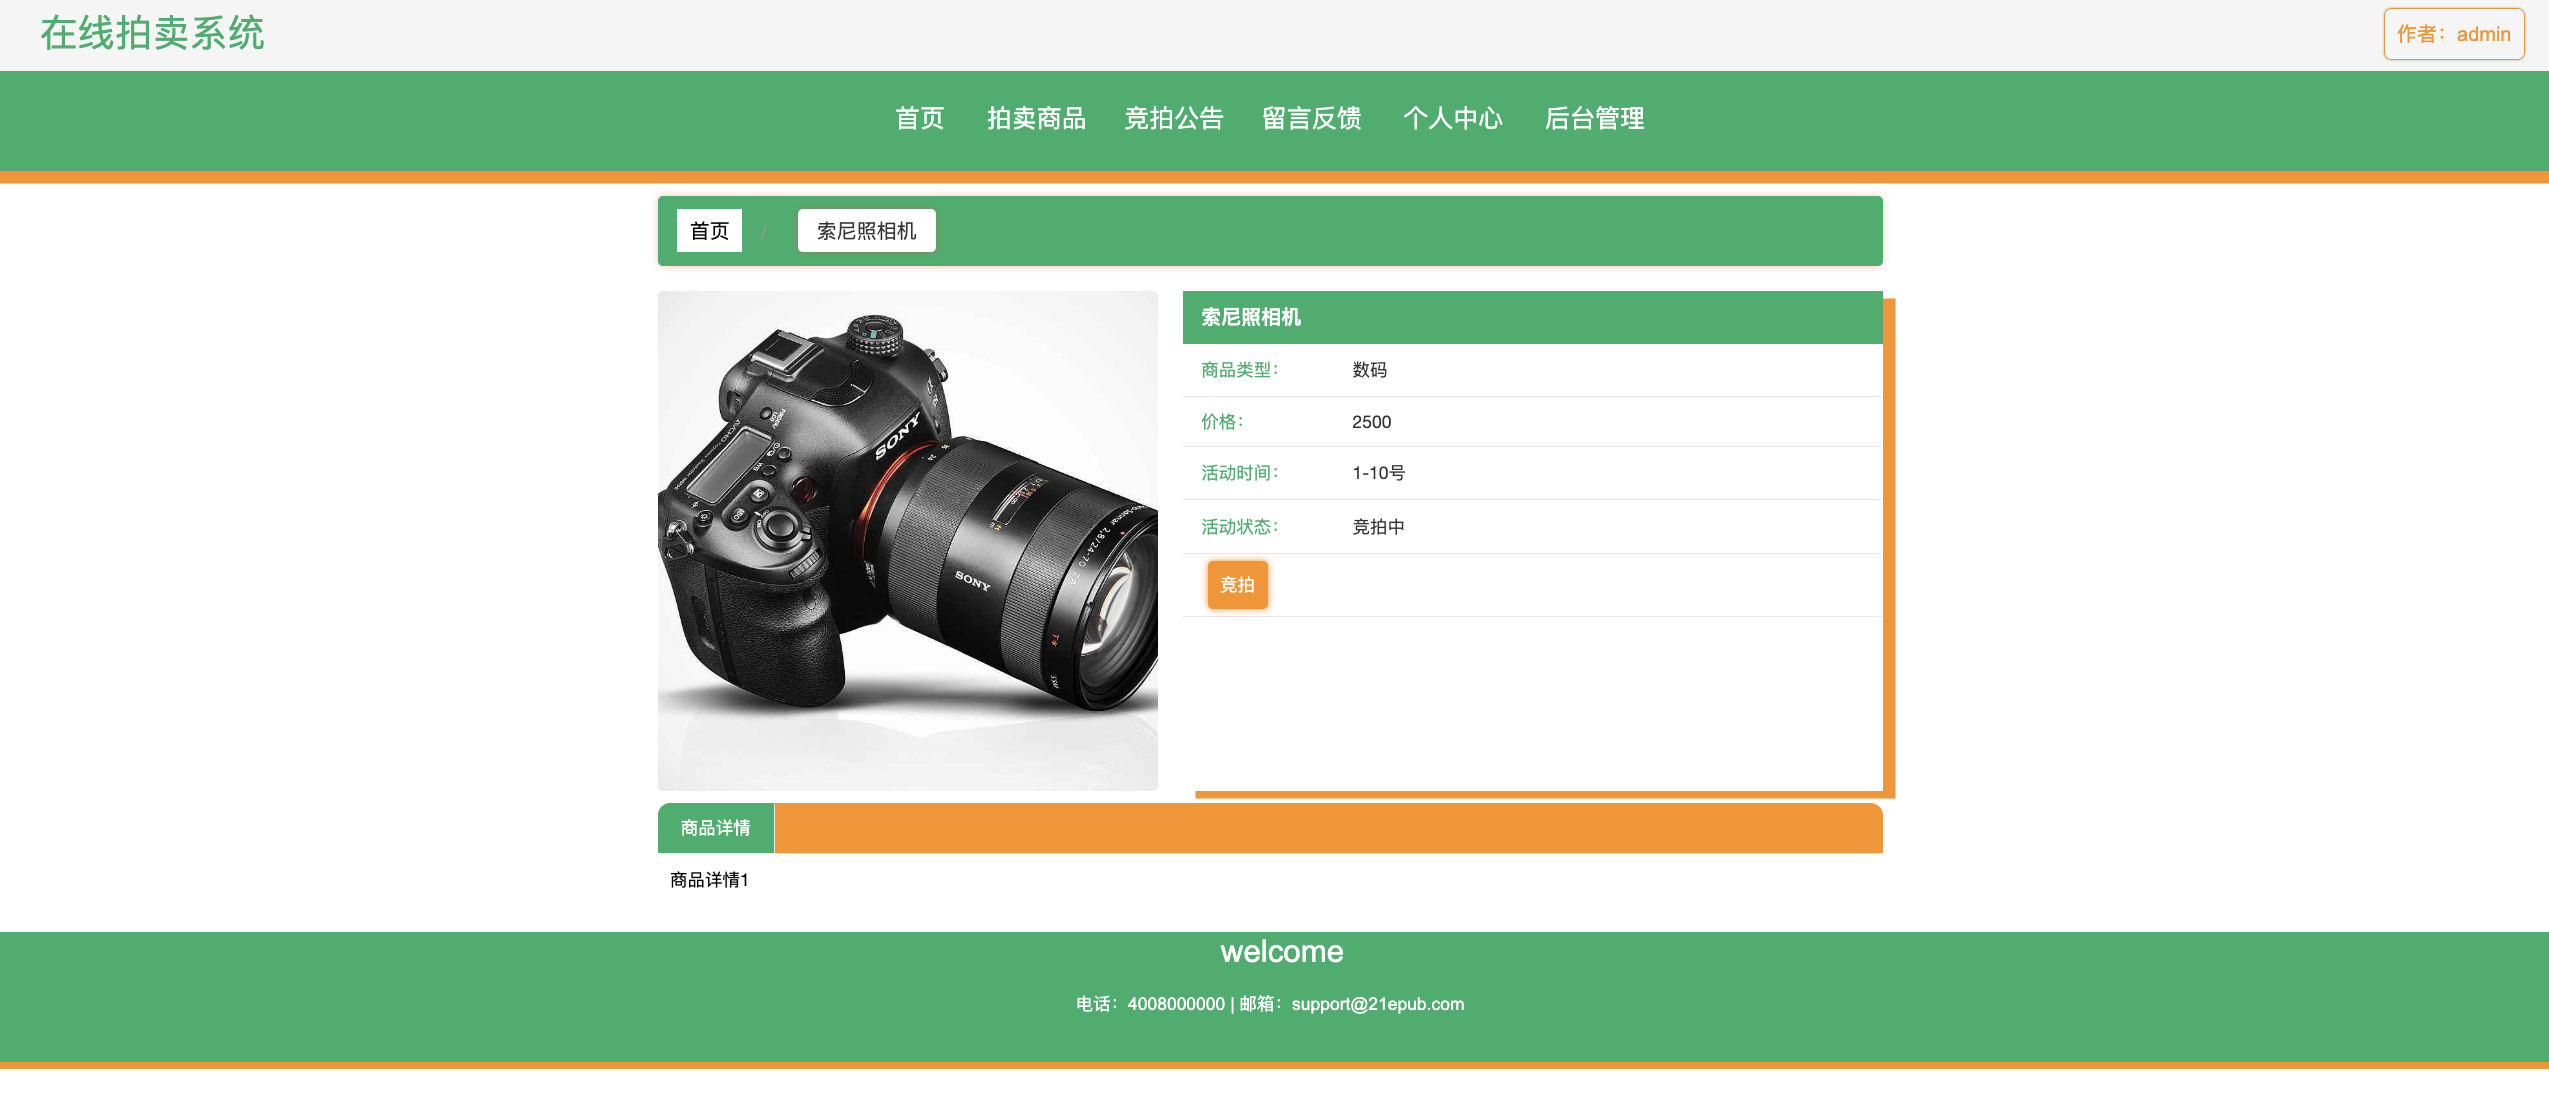 在线拍卖系统
作者：admin
首页 拍卖商品 竞拍公告 留言反馈 个人中心 后台管理
首页 / 索尼照相机
SONY
SONY
索尼照相机
商品类型： 数码
价格： 2500
活动时间： 1-10号
活动状态： 竞拍中
竞拍
商品详情
商品详情1
welcome
电话：4008000000 | 邮箱：support@21epub.com